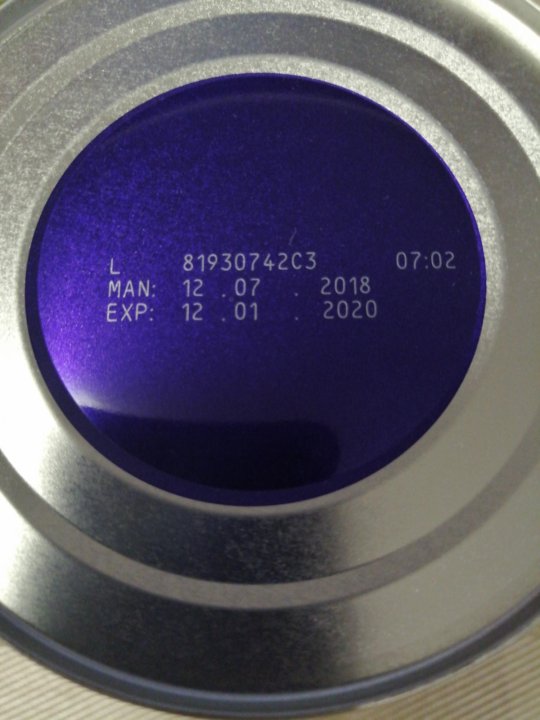 L 81930742C3 07:02
MAN: 12 .07 . 2018
EXP: 12 .01 . 2020